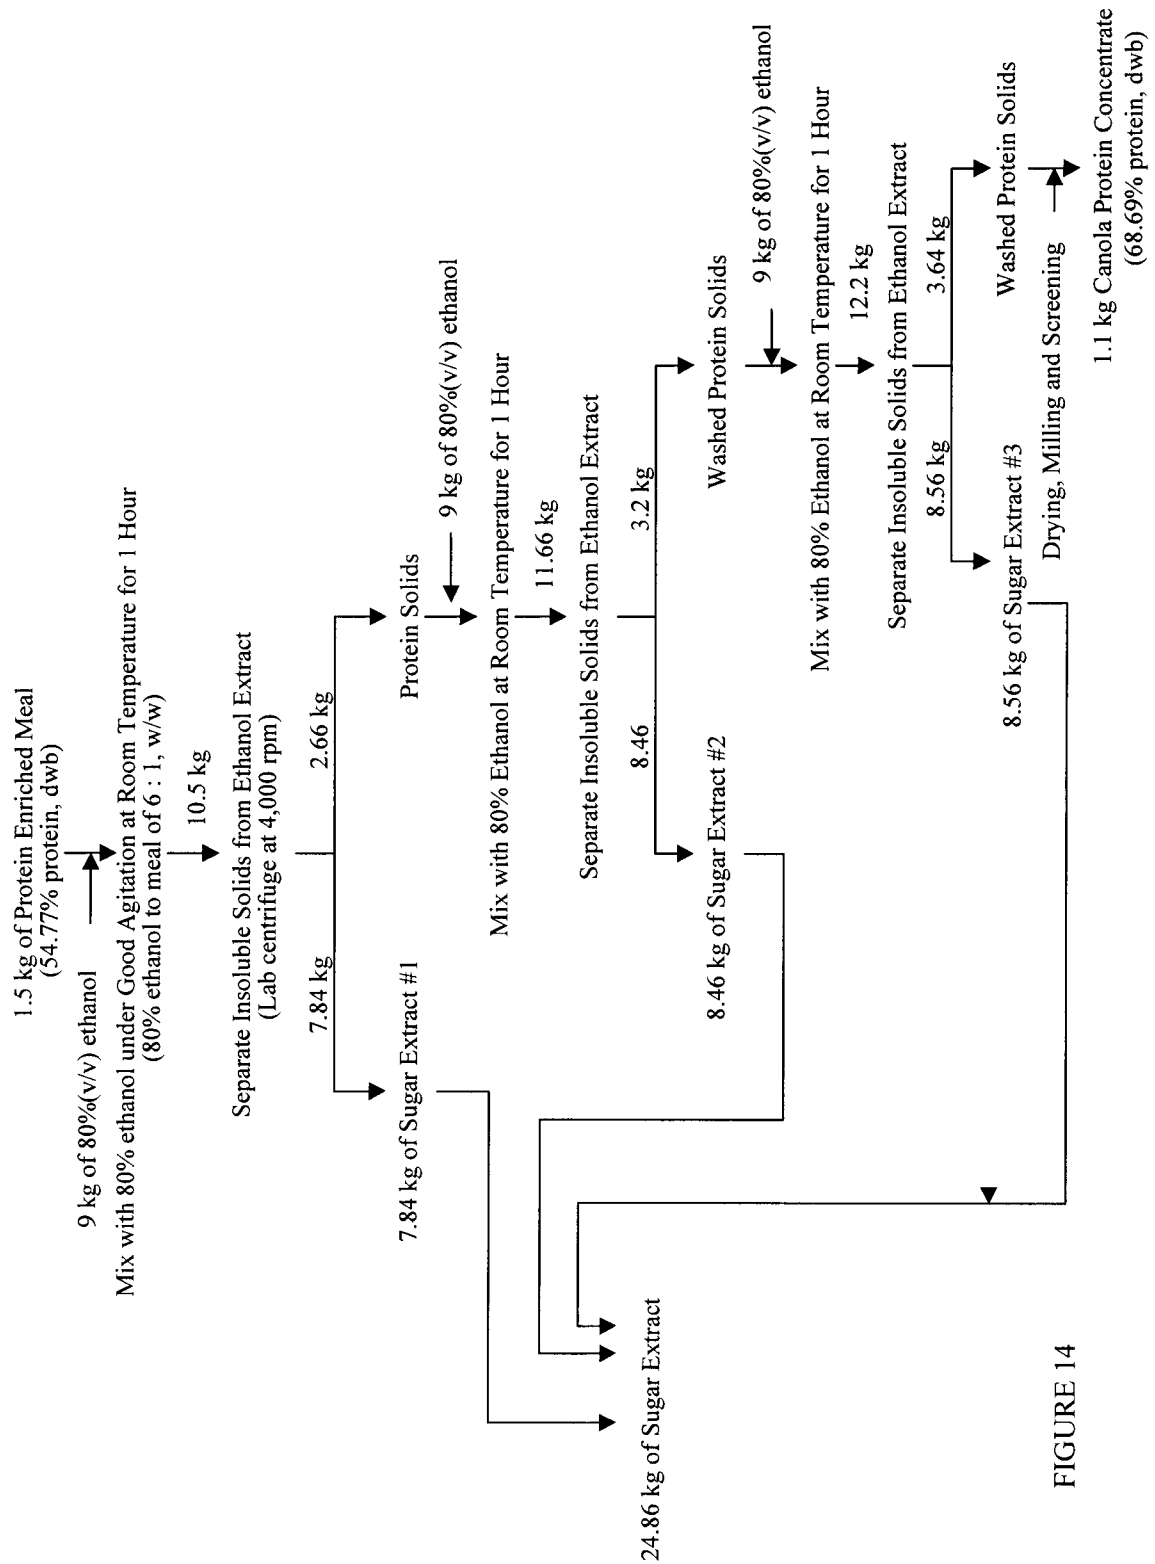 1.5 kg of Protein Enriched Meal
(54.77% protein, dwb)
9 kg of 80%(v/v) ethanol
Mix with 80% ethanol under Good Agitation at Room Temperature for 1 Hour
(80% ethanol to meal of 6 : 1, w/w)
10.5 kg
Separate Insoluble Solids from Ethanol Extract
(Lab centrifuge at 4,000 rpm)
7.84 kg
2.66 kg
7.84 kg of Sugar Extract #1
Protein Solids
9 kg of 80%(v/v) ethanol
Mix with 80% Ethanol at Room Temperature for 1 Hour
11.66 kg
Separate Insoluble Solids from Ethanol Extract
8.46
3.2 kg
8.46 kg of Sugar Extract #2
Washed Protein Solids
9 kg of 80%(v/v) ethanol
Mix with 80% Ethanol at Room Temperature for 1 Hour
12.2 kg
Separate Insoluble Solids from Ethanol Extract
8.56 kg
3.64 kg
8.56 kg of Sugar Extract #3
Washed Protein Solids
Drying, Milling and Screening
1.1 kg Canola Protein Concentrate
(68.69% protein, dwb)
24.86 kg of Sugar Extract
FIGURE 14